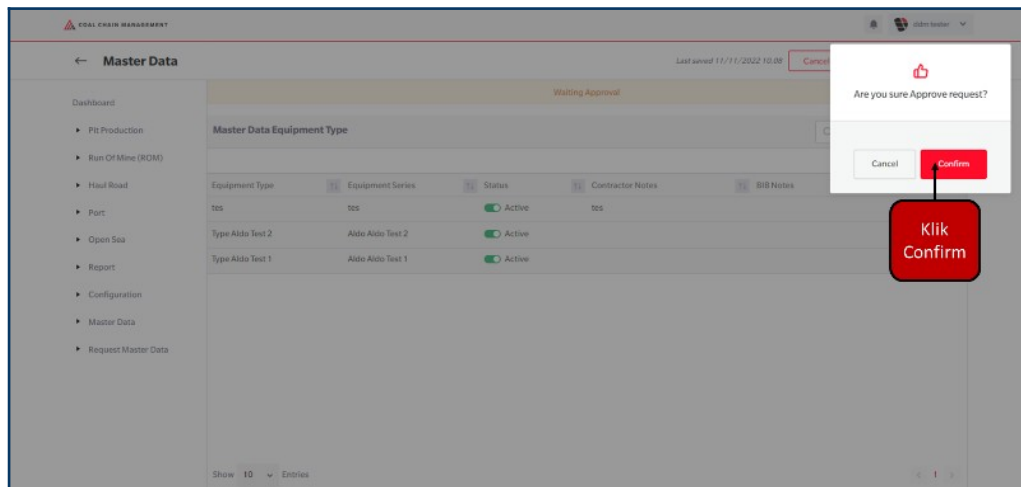 COAL CHAIN MANAGEMENT
ddm tester
← Master Data
Last saved 11/11/2022 10.08
Cancel
Are you sure Approve request?
Cancel
Confirm
Klik
Confirm
Waiting Approval
Dashboard
Pit Production
Run Of Mine (ROM)
Haul Road
Port
Open Sea
Report
Configuration
Master Data
Request Master Data
Master Data Equipment Type
Equipment Type Equipment Series Status Contractor Notes BIB Notes
tes tes Active tes
Type Aldo Test 2 Aldo Aldo Test 2 Active
Type Aldo Test 1 Aldo Aldo Test 1 Active
Show 10 Entries
1